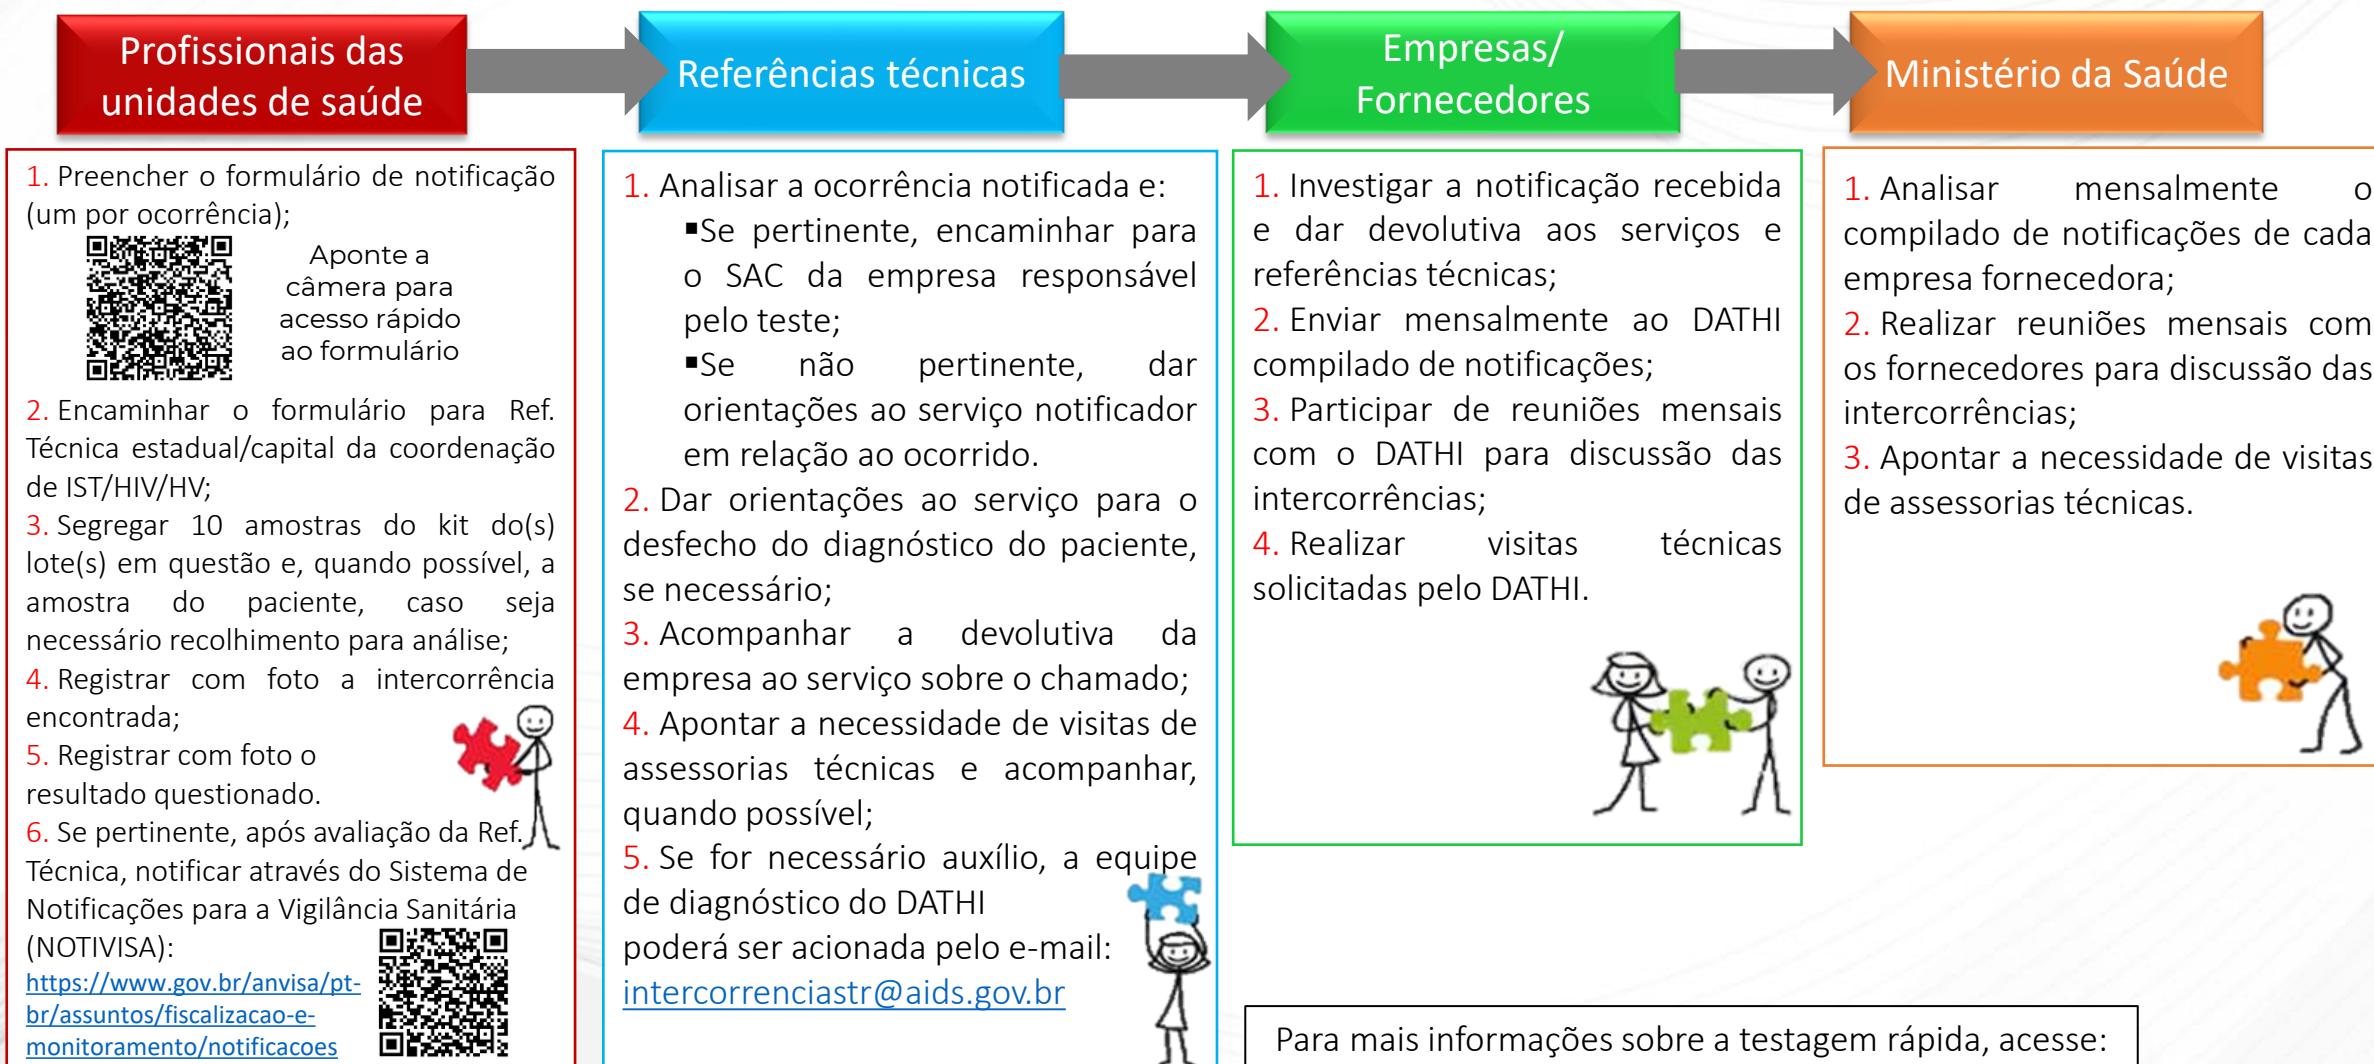 Profissionais das
unidades de saúde
Referências técnicas
Empresas/
Fornecedores
Ministério da Saúde
1. Preencher o formulário de notificação
(um por ocorrência);
Aponte a
câmera para
acesso rápido
ao formulário
2. Encaminhar o formulário para Ref.
Técnica estadual/capital da coordenação
de IST/HIV/HV;
3. Segregar 10 amostras do kit do(s)
lote(s) em questão e, quando possível, a
amostra do paciente, caso seja
necessário recolhimento para análise;
4. Registrar com foto a intercorrência
encontrada;
5. Registrar com foto o
resultado questionado.
6. Se pertinente, após avaliação da Ref.
Técnica, notificar através do Sistema de
Notificações para a Vigilância Sanitária
(NOTIVISA):
https://www.gov.br/anvisa/pt-
br/assuntos/fiscalizacao-e-
monitoramento/notificacoes
1. Analisar a ocorrência notificada e:
▪Se pertinente, encaminhar para
o SAC da empresa responsável
pelo teste;
▪Se não pertinente, dar
orientações ao serviço notificador
em relação ao ocorrido.
2. Dar orientações ao serviço para o
desfecho do diagnóstico do paciente,
se necessário;
3. Acompanhar a devolutiva da
empresa ao serviço sobre o chamado;
4. Apontar a necessidade de visitas de
assessorias técnicas e acompanhar,
quando possível;
5. Se for necessário auxílio, a equipe
de diagnóstico do DATHI
poderá ser acionada pelo e-mail:
intercorrenciastr@aids.gov.br
1. Investigar a notificação recebida
e dar devolutiva aos serviços e
referências técnicas;
2. Enviar mensalmente ao DATHI
compilado de notificações;
3. Participar de reuniões mensais
com o DATHI para discussão das
intercorrências;
4. Realizar visitas técnicas
solicitadas pelo DATHI.
1. Analisar mensalmente o
compilado de notificações de cada
empresa fornecedora;
2. Realizar reuniões mensais com
os fornecedores para discussão das
intercorrências;
3. Apontar a necessidade de visitas
de assessorias técnicas.
Para mais informações sobre a testagem rápida, acesse: